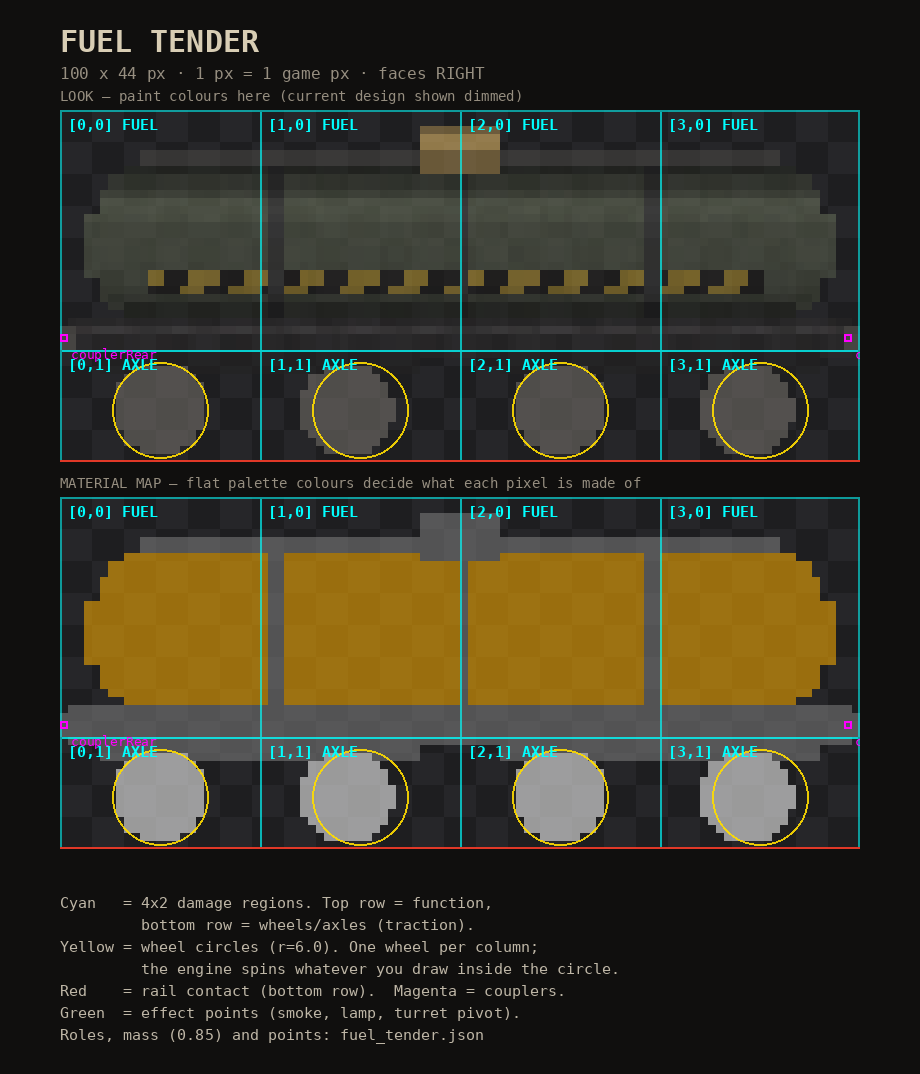 FUEL TENDER
100 x 44 px · 1 px = 1 game px · faces RIGHT
LOOK — paint colours here (current design shown dimmed)
[0,0] FUEL [1,0] FUEL [2,0] FUEL [3,0] FUEL
couplerRear
[0,1] AXLE [1,1] AXLE [2,1] AXLE [3,1] AXLE
MATERIAL MAP — flat palette colours decide what each pixel is made of
[0,0] FUEL [1,0] FUEL [2,0] FUEL [3,0] FUEL
couplerRear
[0,1] AXLE [1,1] AXLE [2,1] AXLE [3,1] AXLE
Cyan = 4x2 damage regions. Top row = function,
bottom row = wheels/axles (traction).
Yellow = wheel circles (r=6.0). One wheel per column;
the engine spins whatever you draw inside the circle.
Red = rail contact (bottom row). Magenta = couplers.
Green = effect points (smoke, lamp, turret pivot).
Roles, mass (0.85) and points: fuel_tender.json